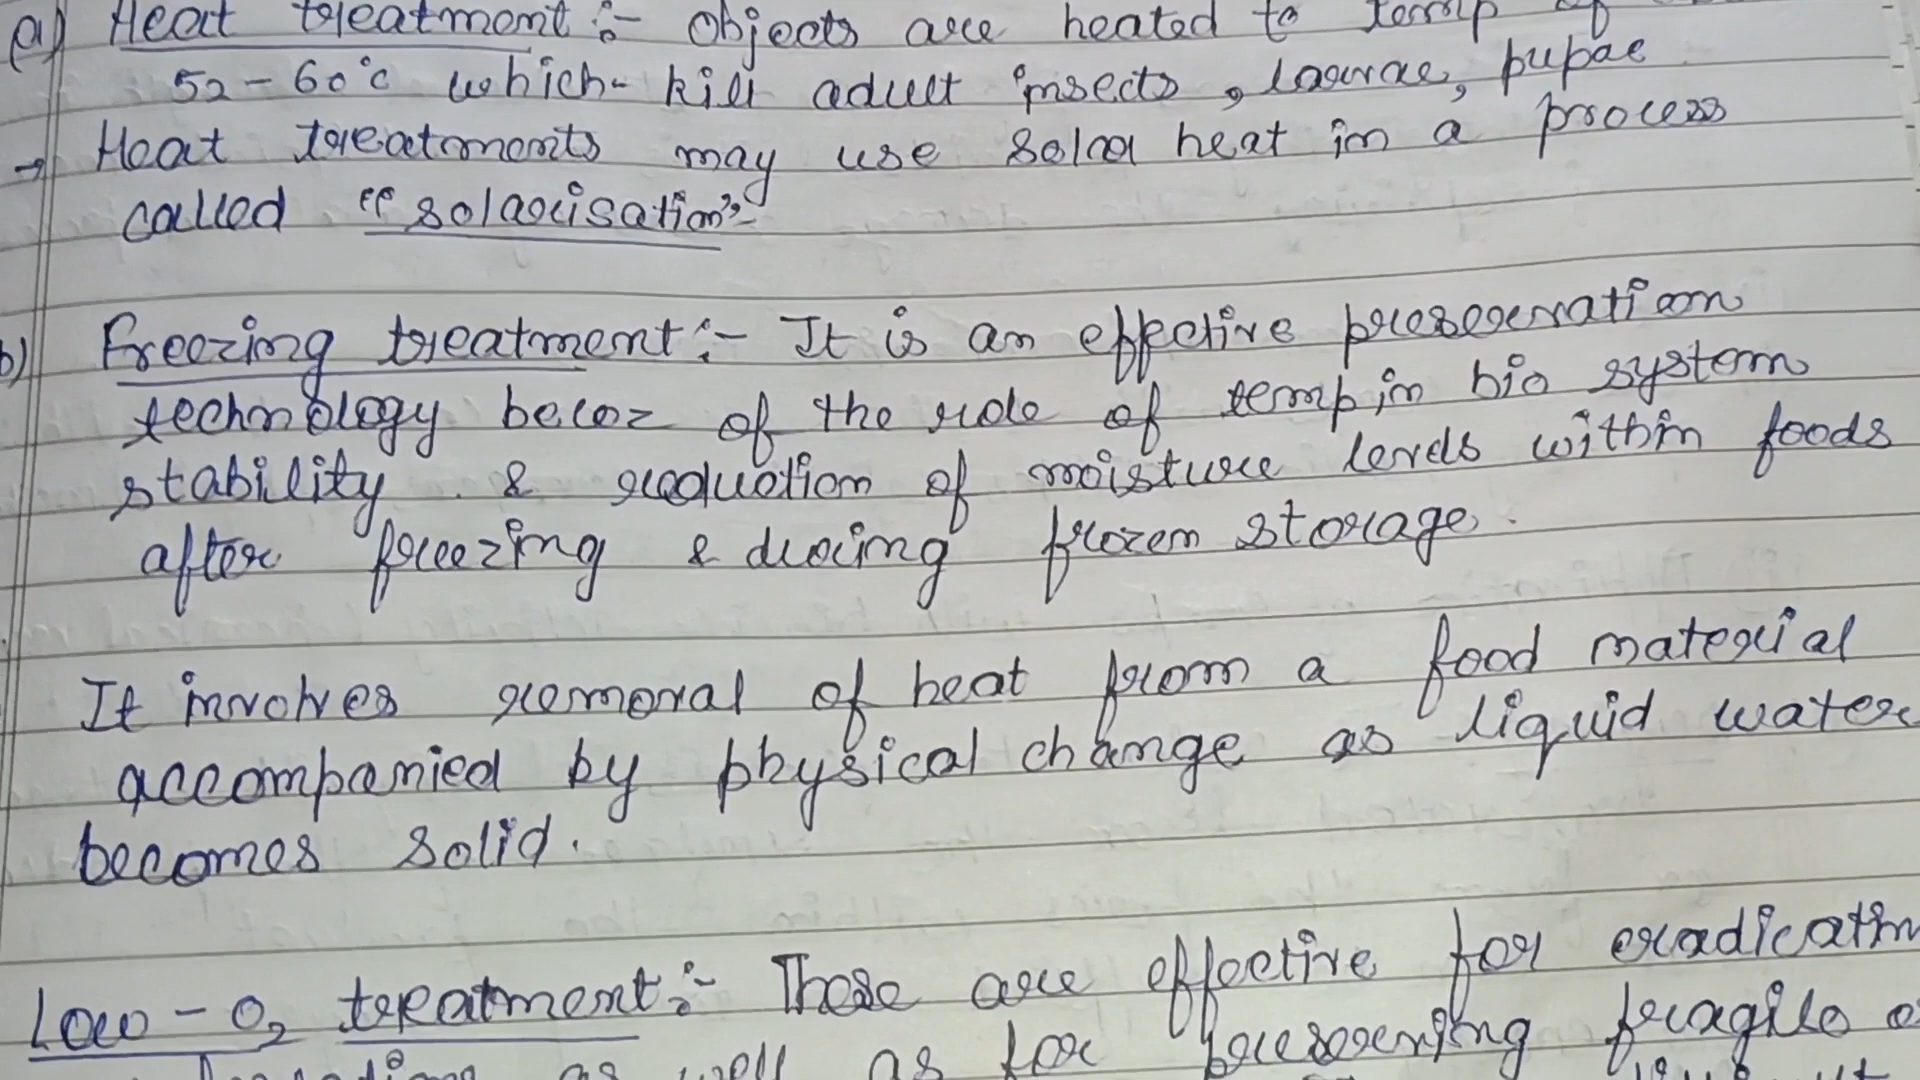 a) Heat treatment :- Objects are heated to temp of
52-60°c which kill adult insects, larvae, pupae
→ Heat treatments may use solar heat in a process
called "solarisation"
b) Freezing treatment :- It is an effective preservation
technology becoz of the role of temp in bio system
stability & reduction of moisture levels within foods
after freezing & during frozen storage.
It involves removal of heat from a food material
accompanied by physical change as liquid water
becomes solid.
Low-O2 treatment :- These are effective for eradicatin
as well as for preserving fragile